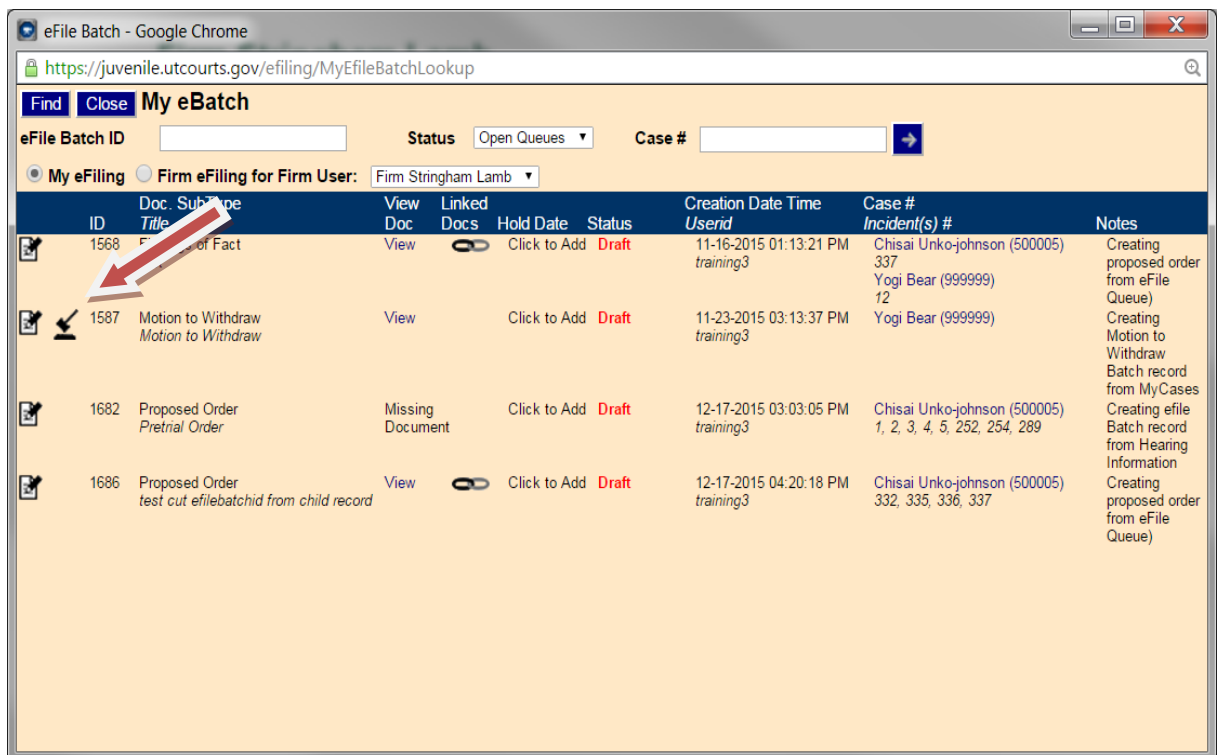 eFile Batch - Google Chrome
https://juvenile.utcourts.gov/efiling/MyEfileBatchLookup
Find Close My eBatch
eFile Batch ID Status Open Queues Case #
My eFiling Firm eFiling for Firm User: Firm Stringham Lamb
Doc. SubType View Linked Creation Date Time Case #
ID Title Doc Docs Hold Date Status Userid Incident(s) # Notes
1568 of Fact View Click to Add Draft 11-16-2015 01:13:21 PM Chisai Unko-johnson (500005) Creating
training3 337 proposed order
Yogi Bear (999999) from eFile
12 Queue)
1587 Motion to Withdraw View Click to Add Draft 11-23-2015 03:13:37 PM Yogi Bear (999999) Creating
Motion to Withdraw training3 Motion to
Withdraw
Batch record
from MyCases
1682 Proposed Order Missing Click to Add Draft 12-17-2015 03:03:05 PM Chisai Unko-johnson (500005) Creating efile
Pretrial Order Document training3 1, 2, 3, 4, 5, 252, 254, 289 Batch record
from Hearing
Information
1686 Proposed Order View Click to Add Draft 12-17-2015 04:20:18 PM Chisai Unko-johnson (500005) Creating
test cut efilebatchid from child record training3 332, 335, 336, 337 proposed order
from eFile
Queue)